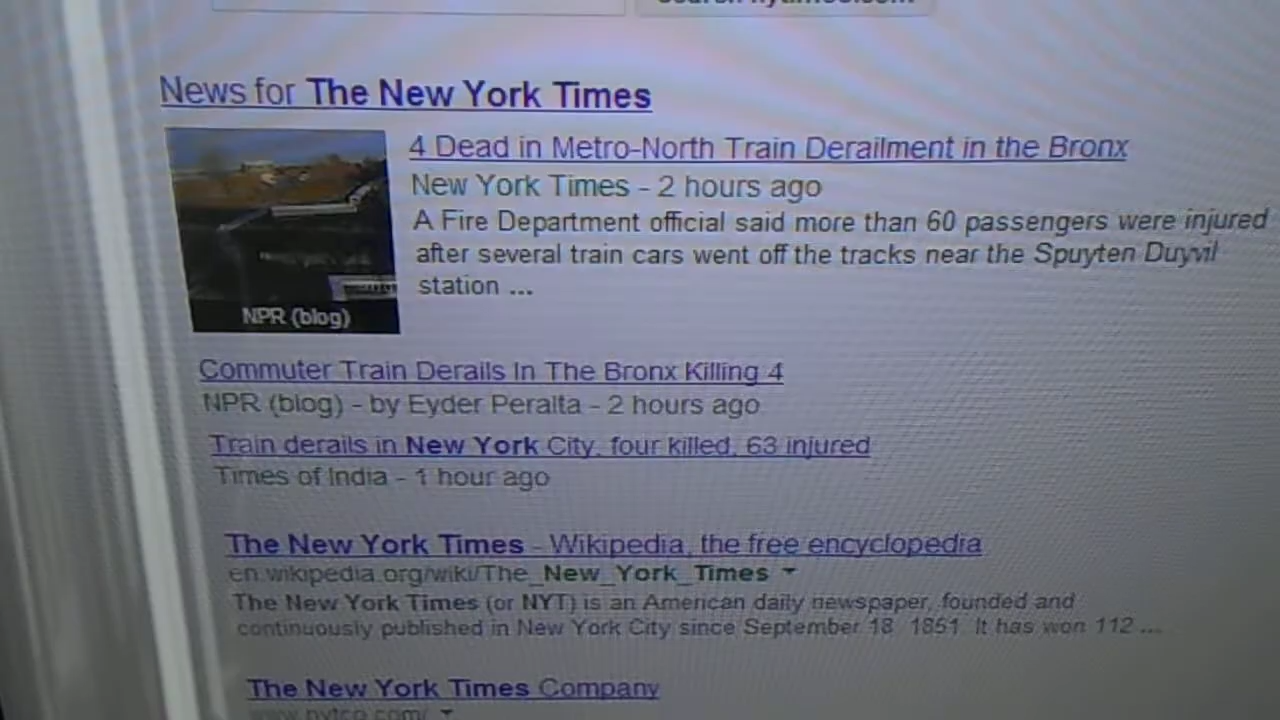 News for The New York Times
4 Dead in Metro-North Train Derailment in the Bronx
New York Times - 2 hours ago
A Fire Department official said more than 60 passengers were injured
after several train cars went off the tracks near the Spuyten Duyvil
station ...
NPR (blog)
Commuter Train Derails In The Bronx Killing 4
NPR (blog) - by Eyder Peralta - 2 hours ago
Train derails in New York City, four killed, 63 injured
Times of India - 1 hour ago
The New York Times - Wikipedia, the free encyclopedia
en.wikipedia.org/wiki/The_New_York_Times
The New York Times (or NYT) is an American daily newspaper, founded and
continuously published in New York City since September 18 1851 It has won 112 ...
The New York Times Company
www.nytco.com/